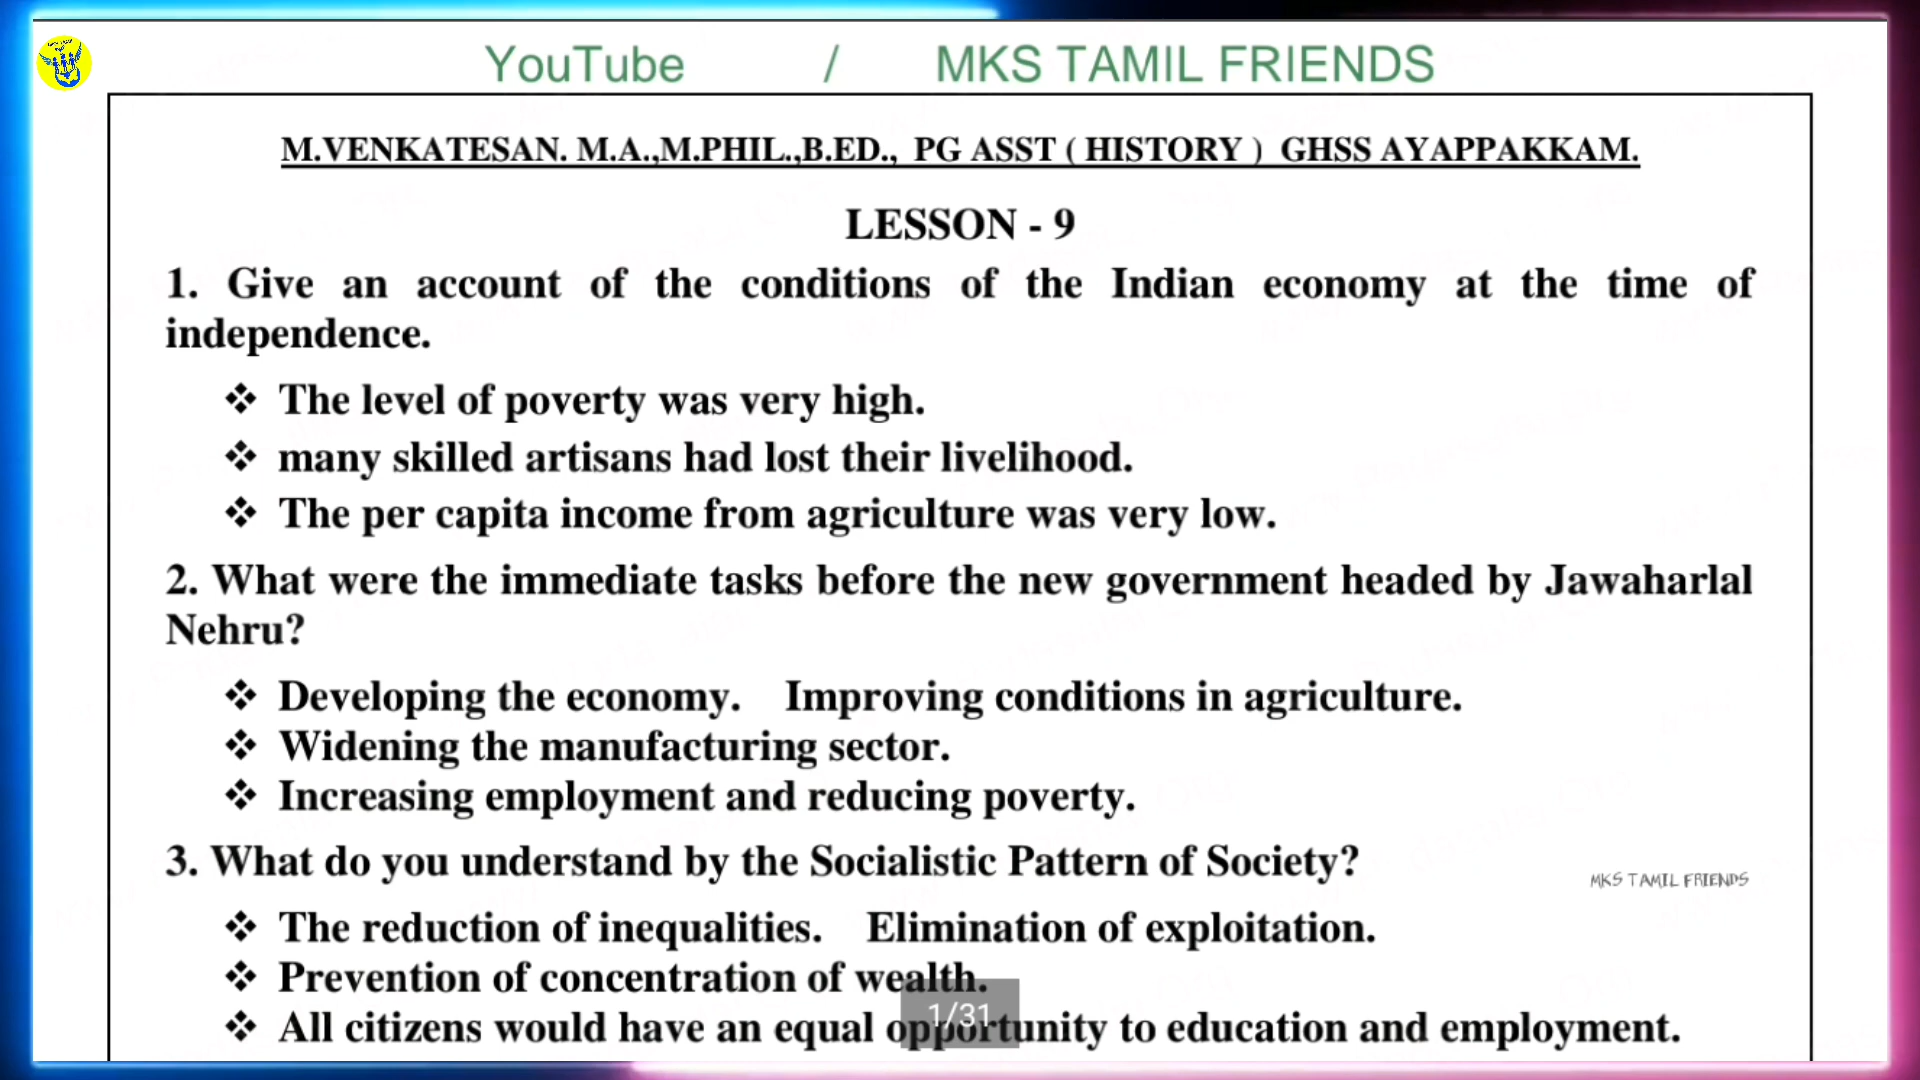 YouTube / MKS TAMIL FRIENDS
M.VENKATESAN. M.A.,M.PHIL.,B.ED., PG ASST ( HISTORY ) GHSS AYAPPAKKAM.
LESSON - 9
1. Give an account of the conditions of the Indian economy at the time of
independence.
❖ The level of poverty was very high.
❖ many skilled artisans had lost their livelihood.
❖ The per capita income from agriculture was very low.
2. What were the immediate tasks before the new government headed by Jawaharlal
Nehru?
❖ Developing the economy. Improving conditions in agriculture.
❖ Widening the manufacturing sector.
❖ Increasing employment and reducing poverty.
3. What do you understand by the Socialistic Pattern of Society?
MKS TAMIL FRIENDS
❖ The reduction of inequalities. Elimination of exploitation.
❖ Prevention of concentration of wealth.
❖ All citizens would have an equal opportunity to education and employment.
1/31